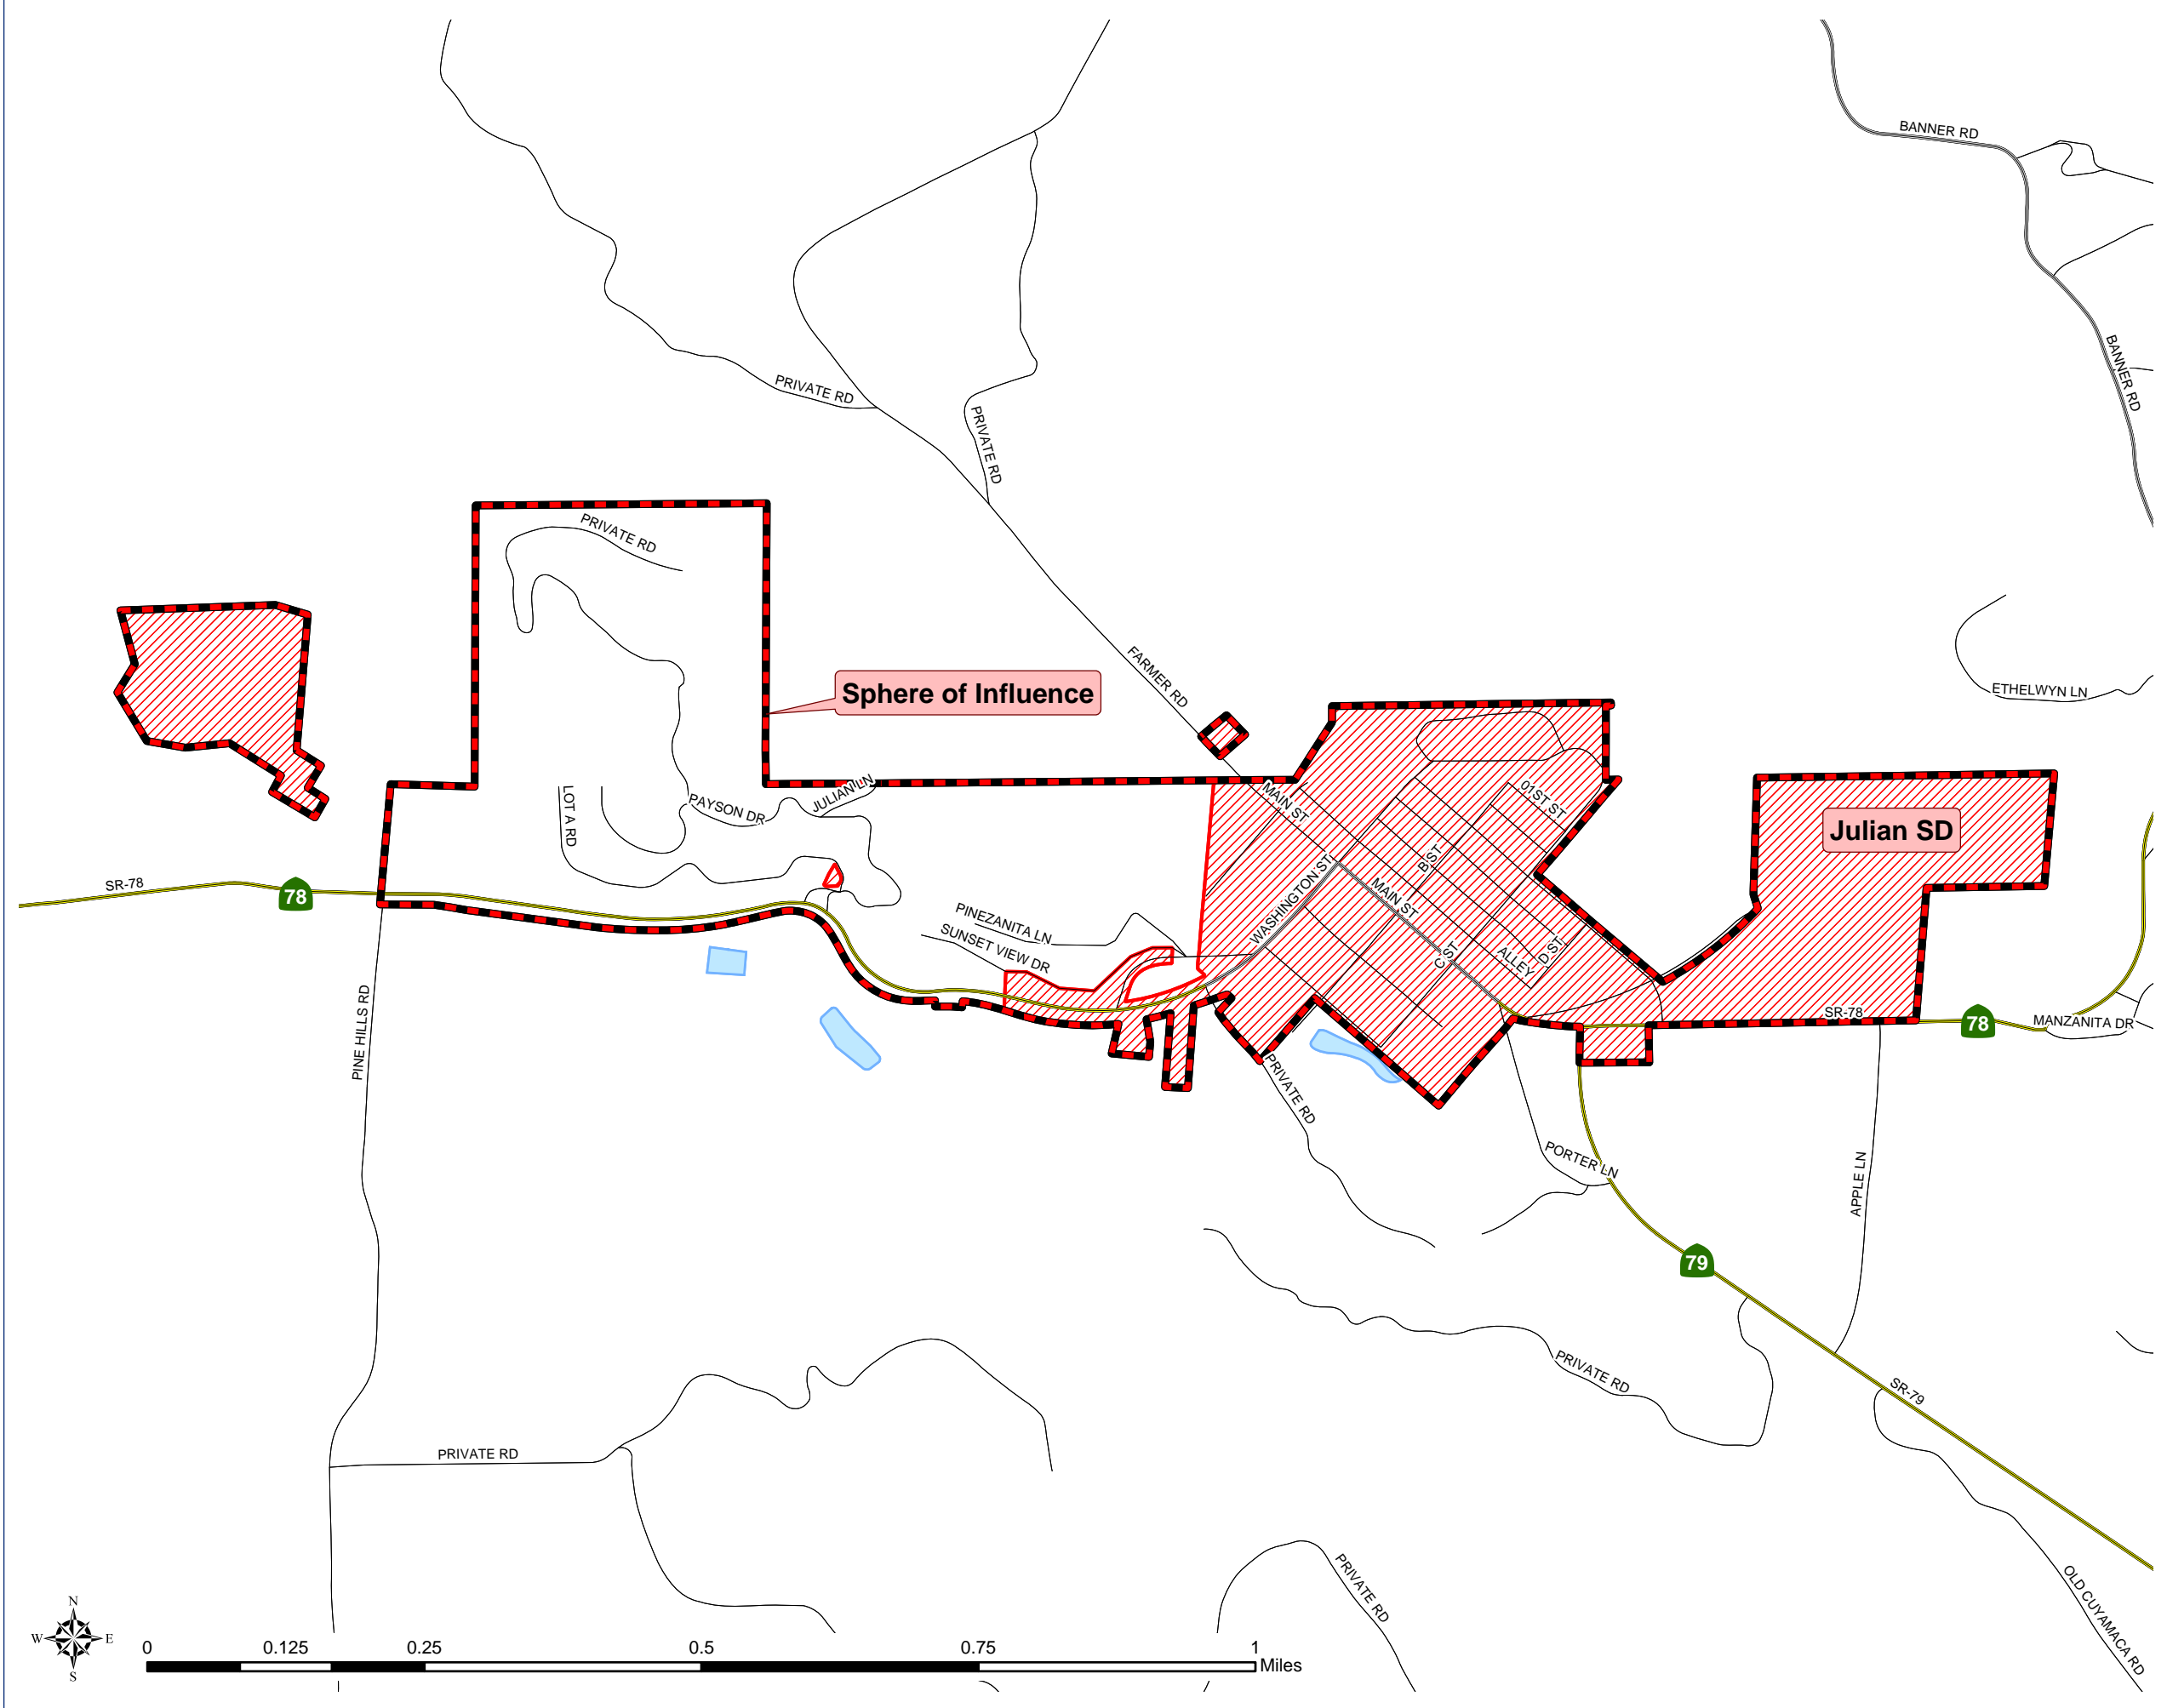 BANNER RD
BANNER RD
PRIVATE RD
PRIVATE RD
PRIVATE RD
FARMER RD
Sphere of Influence
ETHELWYN LN
LOT A RD
PAYSON DR
JULIAN LN
MAIN ST
01ST ST
Julian SD
SR-78
78
B ST
MAIN ST
WASHINGTON ST
PINEZANITA LN
SUNSET VIEW DR
C ST
ALLEY
D ST
SR-78
78
MANZANITA DR
PINE HILLS RD
PRIVATE RD
PORTER LN
APPLE LN
79
PRIVATE RD
SR-79
PRIVATE RD
PRIVATE RD
OLD CUYAMACA RD
N
W E
S
0 0.125 0.25 0.5 0.75 1
Miles